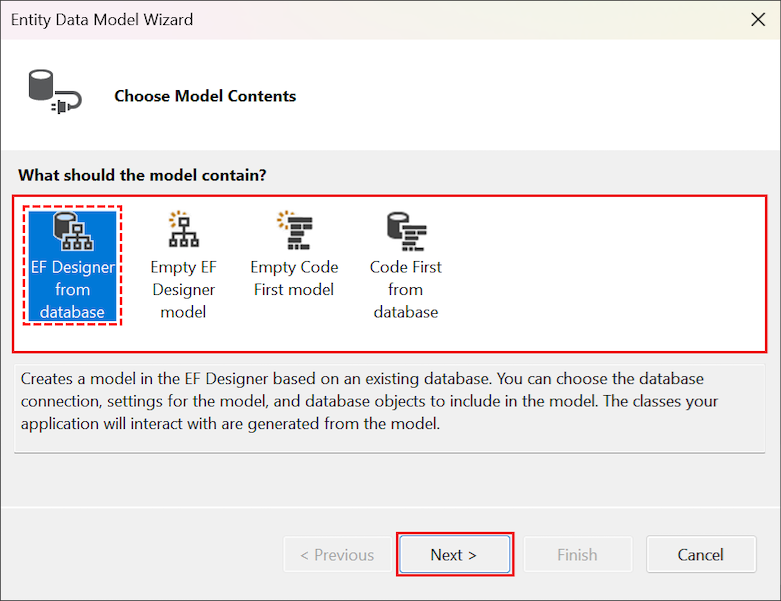 Entity Data Model Wizard
Choose Model Contents
What should the model contain?
EF Designer
from
database
Empty EF
Designer
model
Empty Code
First model
Code First
from
database
Creates a model in the EF Designer based on an existing database. You can choose the database
connection, settings for the model, and database objects to include in the model. The classes your
application will interact with are generated from the model.
< Previous
Next >
Finish
Cancel